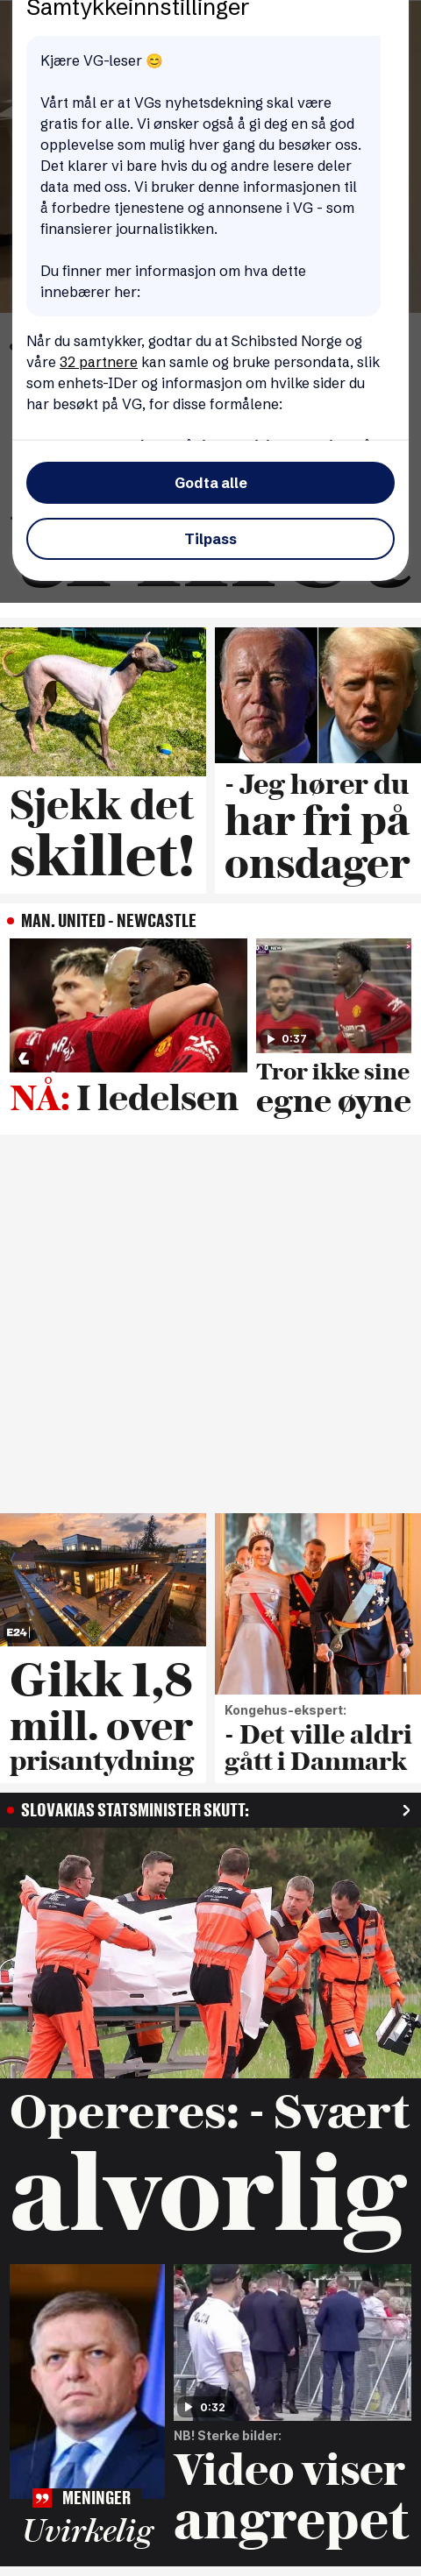 Samtykkeinnstillinger
Kjære VG-leser 😊
Vårt mål er at VGs nyhetsdekning skal være
gratis for alle. Vi ønsker også å gi deg en så god
opplevelse som mulig hver gang du besøker oss.
Det klarer vi bare hvis du og andre lesere deler
data med oss. Vi bruker denne informasjonen til
å forbedre tjenestene og annonsene i VG - som
finansierer journalistikken.
Du finner mer informasjon om hva dette
innebærer her:
Når du samtykker, godtar du at Schibsted Norge og
våre 32 partnere kan samle og bruke persondata, slik
som enhets-IDer og informasjon om hvilke sider du
har besøkt på VG, for disse formålene:
Godta alle
Tilpass
Sjekk det
skillet!
- Jeg hører du
har fri på
onsdager
MAN. UNITED - NEWCASTLE
0:37
NÅ: I ledelsen
Tror ikke sine
egne øyne
E24
Gikk 1,8
mill. over
prisantydning
Kongehus-ekspert:
- Det ville aldri
gått i Danmark
SLOVAKIAS STATSMINISTER SKUTT:
Opereres: - Svært
alvorlig
0:32
NB! Sterke bilder:
Video viser
angrepet
MENINGER
Uvirkelig